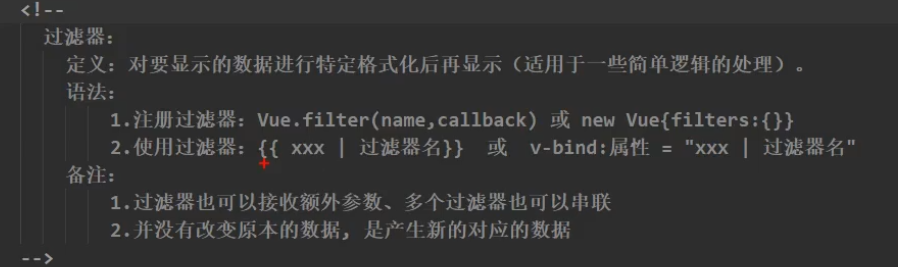 <!--
过滤器:
定义: 对要显示的数据进行特定格式化后再显示（适用于一些简单逻辑的处理）。
语法:
1.注册过滤器: Vue.filter(name,callback) 或 new Vue{filters:{}}
2.使用过滤器: {{ xxx | 过滤器名}} 或 v-bind:属性 = "xxx | 过滤器名"
备注:
1.过滤器也可以接收额外参数、多个过滤器也可以串联
2.并没有改变原本的数据, 是产生新的对应的数据
-->